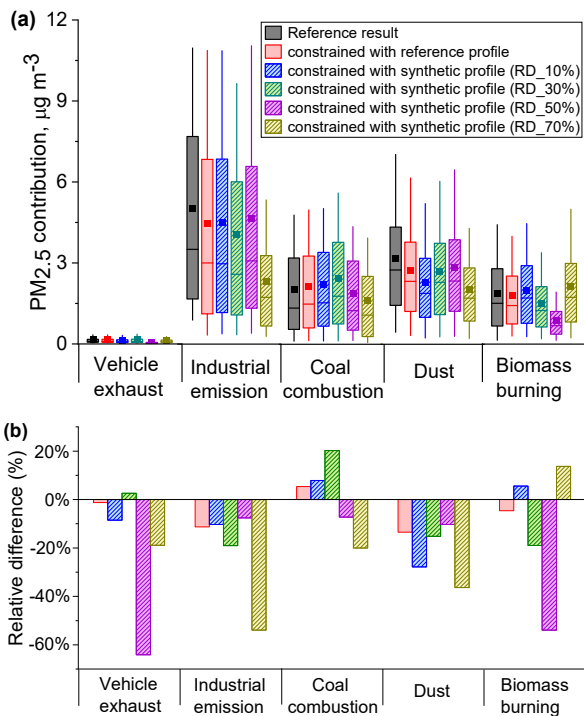 (a)
12
9
6
3
0
PM2.5 contribution, µg m-3
Reference result
constrained with reference profile
constrained with synthetic profile (RD_10%)
constrained with synthetic profile (RD_30%)
constrained with synthetic profile (RD_50%)
constrained with synthetic profile (RD_70%)
Vehicle
exhaust
Industrial
emission
Coal
combustion
Dust
Biomass
burning
(b)
20%
0%
-20%
-40%
-60%
Relative difference (%)
Vehicle
exhaust
Industrial
emission
Coal
combustion
Dust
Biomass
burning